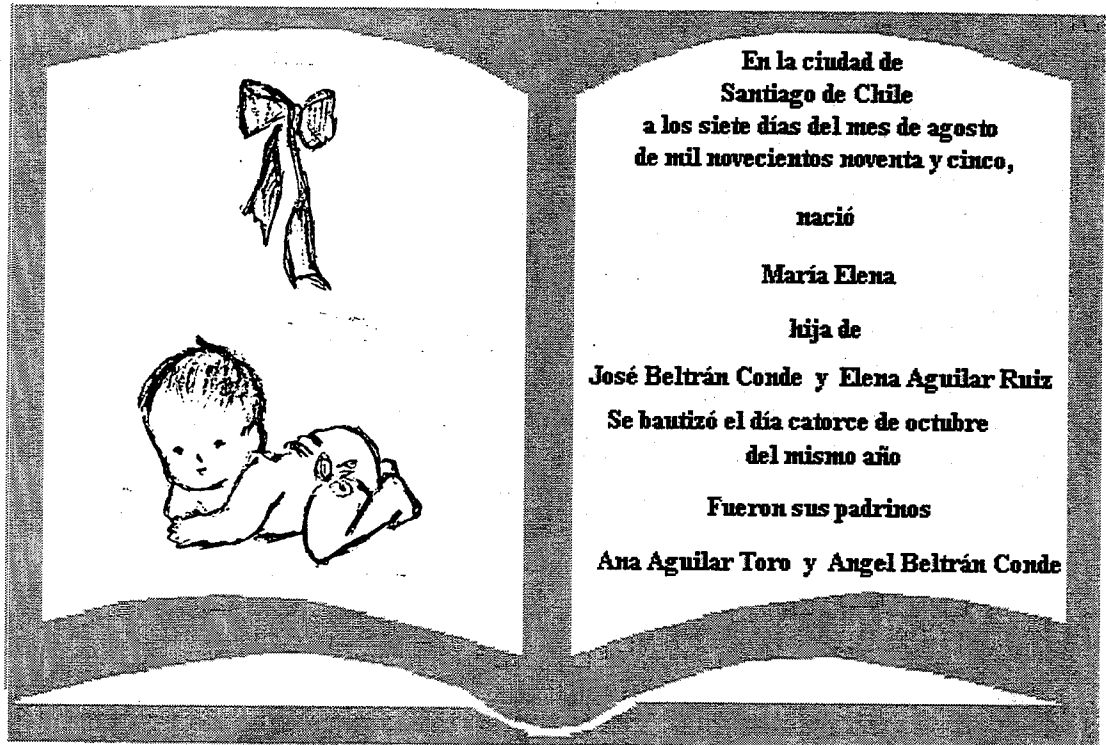 En la ciudad de
Santiago de Chile
a los siete días del mes de agosto
de mil novecientos noventa y cinco,
nació
María Elena
hija de
José Beltrán Conde y Elena Aguilar Ruiz
Se bautizó el día catorce de octubre
del mismo año
Fueron sus padrinos
Ana Aguilar Toro y Angel Beltrán Conde